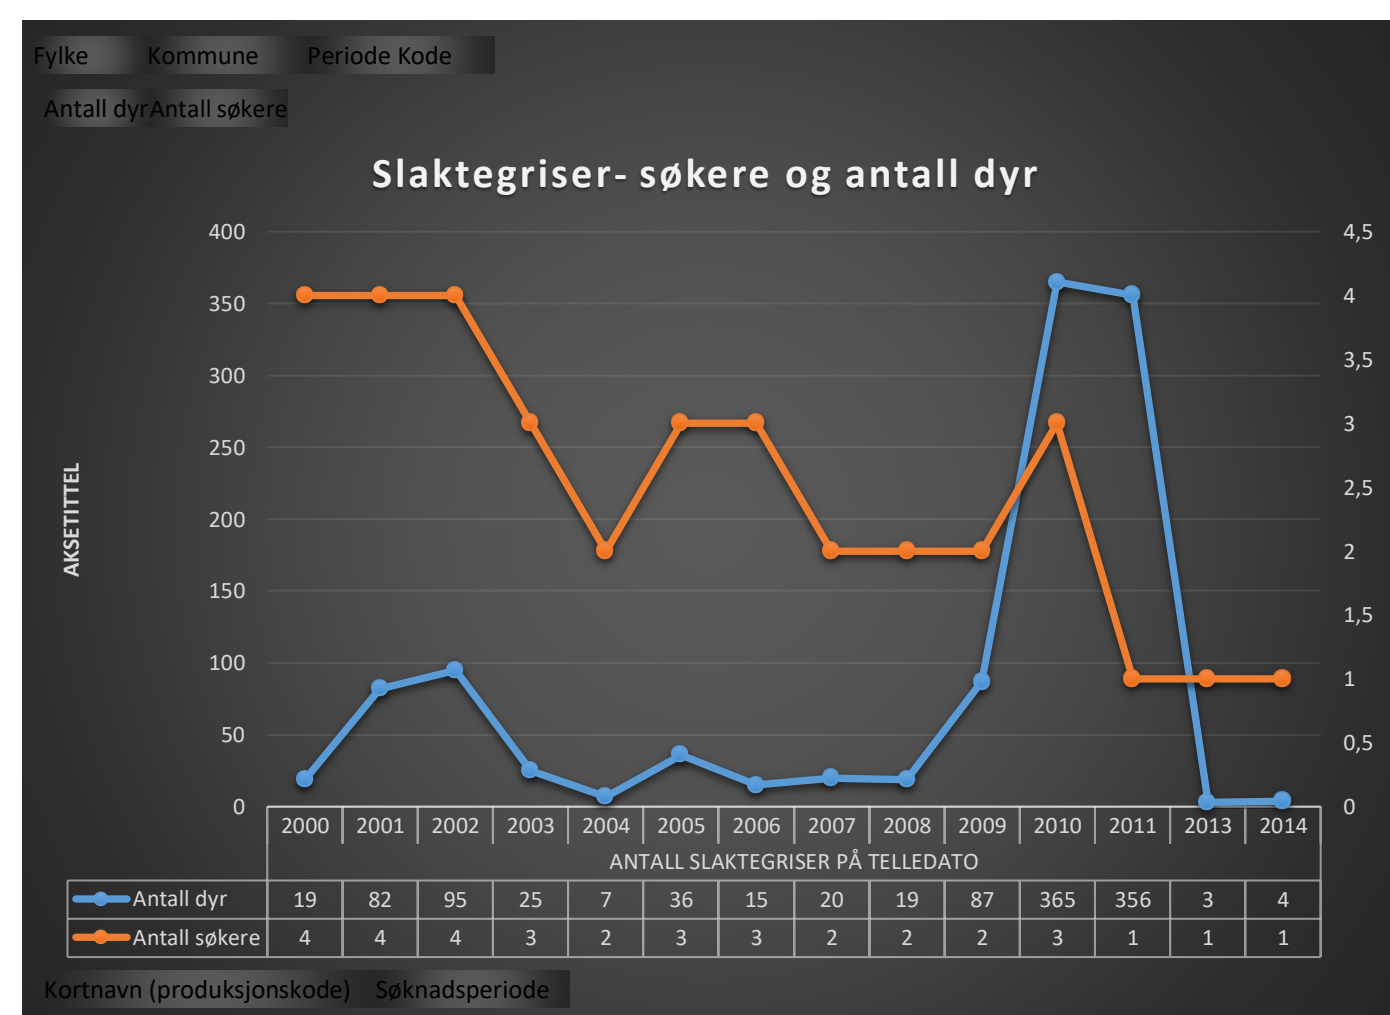 Fylke Kommune Periode Kode
Antall dyr Antall søkere
Slaktegriser- søkere og antall dyr
400 4,5
350 4
300 3,5
250 3
200 2,5
150 2
100 1,5
50 1
0 0,5
0
AKSETITTEL
2000 2001 2002 2003 2004 2005 2006 2007 2008 2009 2010 2011 2013 2014
ANTALL SLAKTEGRISER PÅ TELLEDATO
Antall dyr 19 82 95 25 7 36 15 20 19 87 365 356 3 4
Antall søkere 4 4 4 3 2 3 3 2 2 2 3 1 1 1
Kortnavn (produksjonskode) Søknadsperiode